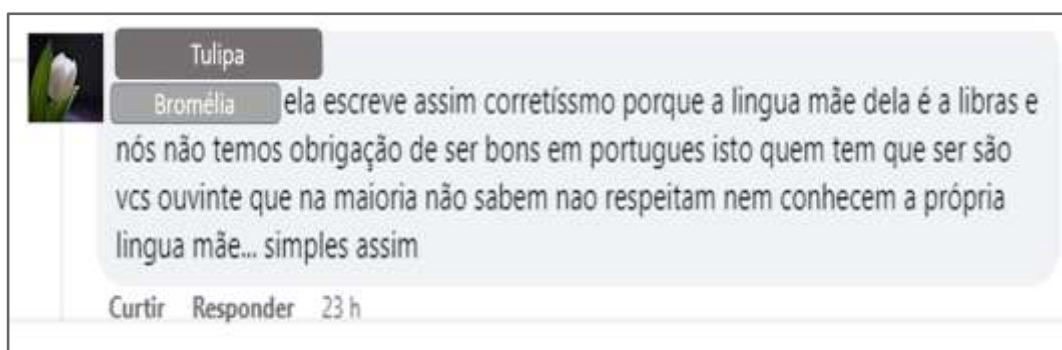 Tulipa
Bromélia ela escreve assim corretíssmo porque a lingua mãe dela é a libras e
nós não temos obrigação de ser bons em portugues isto quem tem que ser são
vcs ouvinte que na maioria não sabem nao respeitam nem conhecem a própria
lingua mãe... simples assim
Curtir Responder 23 h